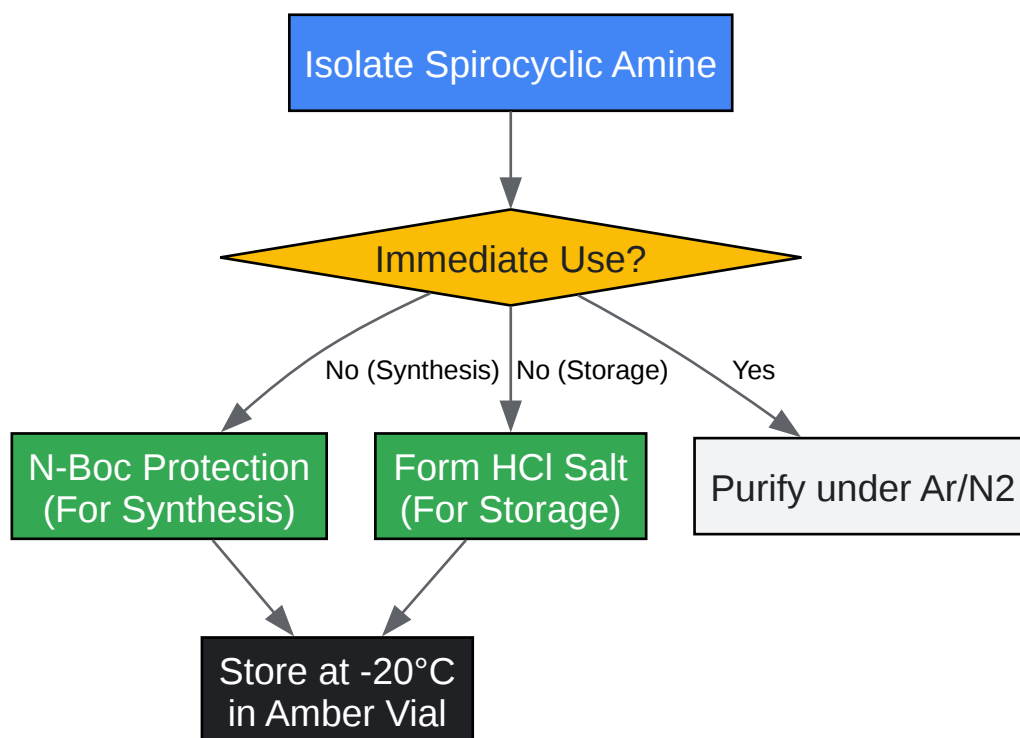 Isolate Spirocyclic Amine
Immediate Use?
No (Synthesis)
No (Storage)
Yes
N-Boc Protection
(For Synthesis)
Form HCl Salt
(For Storage)
Purify under Ar/N2
Store at -20°C
in Amber Vial